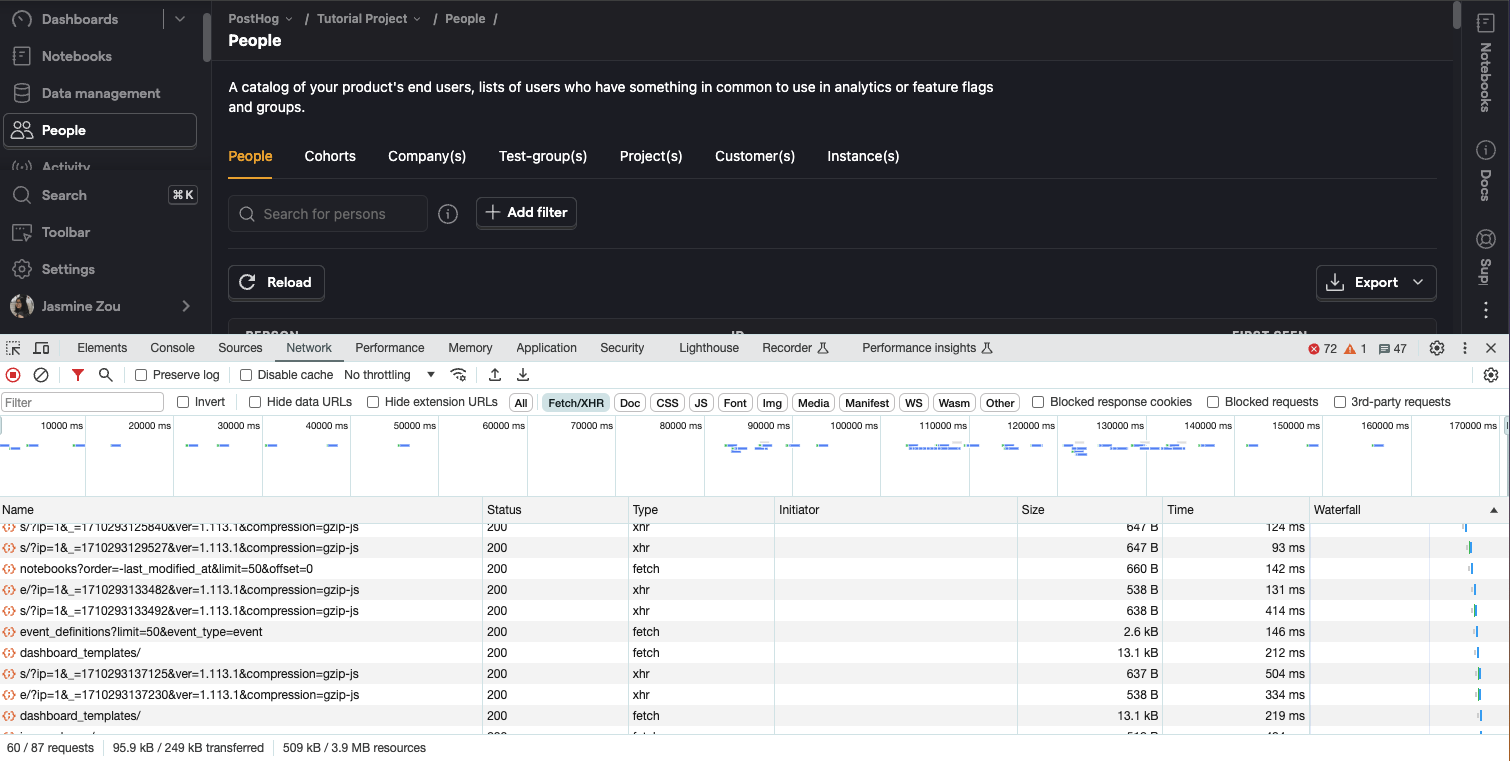 Dashboards
Notebooks
Data management
People
Activity
Search ⌘K
Toolbar
Settings
Jasmine Zou
PostHog / Tutorial Project / People /
People
A catalog of your product's end users, lists of users who have something in common to use in analytics or feature flags
and groups.
People Cohorts Company(s) Test-group(s) Project(s) Customer(s) Instance(s)
Search for persons Add filter
Reload Export
PERSON ID FIRST SEEN
Notebooks
Docs
Elements Console Sources Network Performance Memory Application Security Lighthouse Recorder Performance insights 72 1 47
Preserve log Disable cache No throttling
Filter Invert Hide data URLs Hide extension URLs All Fetch/XHR Doc CSS JS Font Img Media Manifest WS Wasm Other Blocked response cookies Blocked requests 3rd-party requests
10000 ms 20000 ms 30000 ms 40000 ms 50000 ms 60000 ms 70000 ms 80000 ms 90000 ms 100000 ms 110000 ms 120000 ms 130000 ms 140000 ms 150000 ms 160000 ms 170000 ms
Name Status Type Initiator Size Time Waterfall
s/?ip=1&_=1710293125840&ver=1.113.1&compression=gzip-js 200 xhr 647 B 124 ms
s/?ip=1&_=1710293129527&ver=1.113.1&compression=gzip-js 200 xhr 647 B 93 ms
notebooks?order=-last_modified_at&limit=50&offset=0 200 fetch 660 B 142 ms
e/?ip=1&_=1710293133482&ver=1.113.1&compression=gzip-js 200 xhr 538 B 131 ms
s/?ip=1&_=1710293133492&ver=1.113.1&compression=gzip-js 200 xhr 638 B 414 ms
event_definitions?limit=50&event_type=event 200 fetch 2.6 kB 146 ms
dashboard_templates/ 200 fetch 13.1 kB 212 ms
s/?ip=1&_=1710293137125&ver=1.113.1&compression=gzip-js 200 xhr 637 B 504 ms
e/?ip=1&_=1710293137230&ver=1.113.1&compression=gzip-js 200 xhr 538 B 334 ms
dashboard_templates/ 200 fetch 13.1 kB 219 ms
60 / 87 requests 95.9 kB / 249 kB transferred 509 kB / 3.9 MB resources